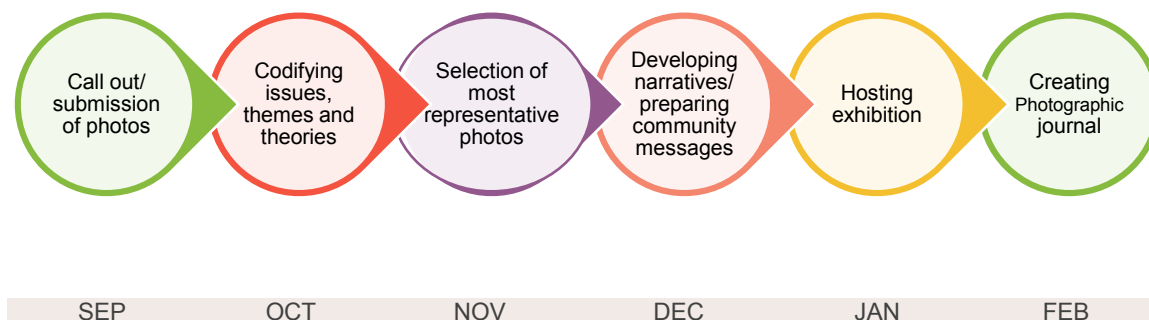 Call out/
submission
of photos
Codifying
issues,
themes and
theories
Selection of
most
representative
photos
Developing
narratives/
preparing
community
messages
Hosting
exhibition
Creating
Photographic
journal
SEP
OCT
NOV
DEC
JAN
FEB